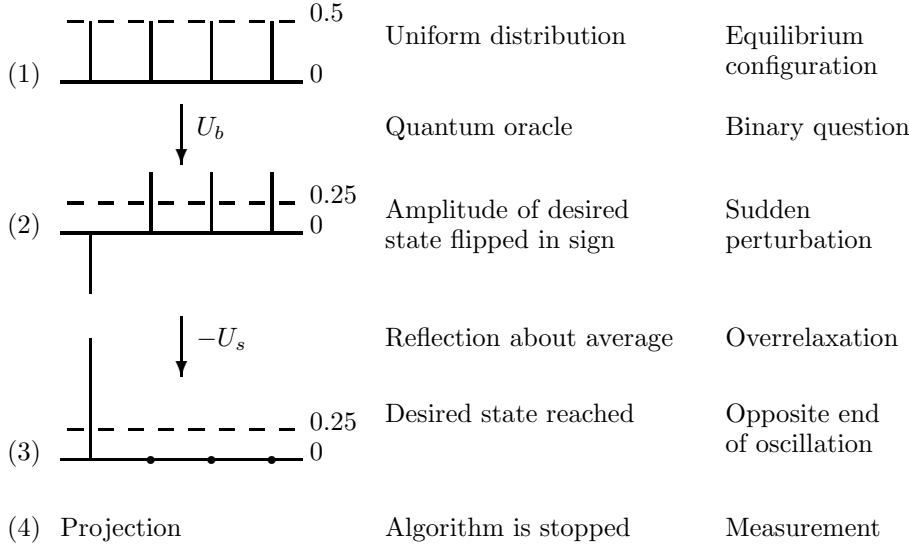 0.5
Uniform distribution
Equilibrium
(1)
0
configuration
U_b
Quantum oracle
Binary question
0.25
(2)
0
Amplitude of desired
state flipped in sign
Sudden
perturbation
−U_s
Reflection about average
Overrelaxation
0.25
(3)
0
Desired state reached
Opposite end
of oscillation
(4) Projection
Algorithm is stopped
Measurement